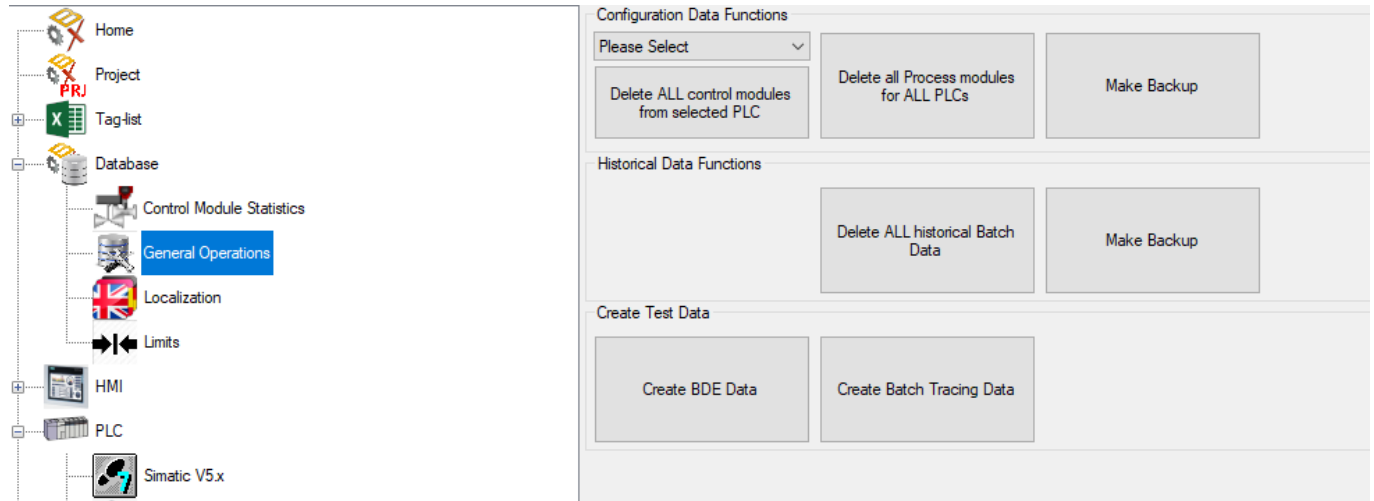 Home
Project
PRJ
Tag-list
Database
Control Module Statistics
General Operations
Localization
Limits
HMI
PLC
Simatic V5.x
Configuration Data Functions
Please Select
Delete ALL control modules
from selected PLC
Delete all Process modules
for ALL PLCs
Make Backup
Historical Data Functions
Delete ALL historical Batch
Data
Make Backup
Create Test Data
Create BDE Data
Create Batch Tracing Data